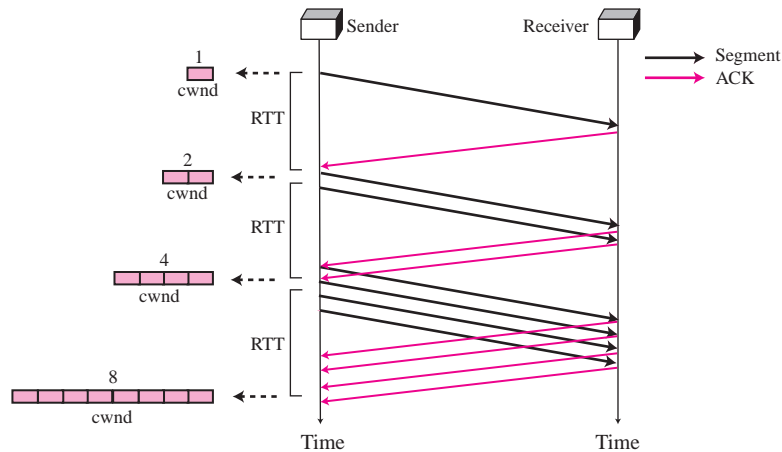 Sender
Receiver
Segment
ACK
1
cwnd
RTT
2
cwnd
RTT
4
cwnd
RTT
8
cwnd
Time
Time